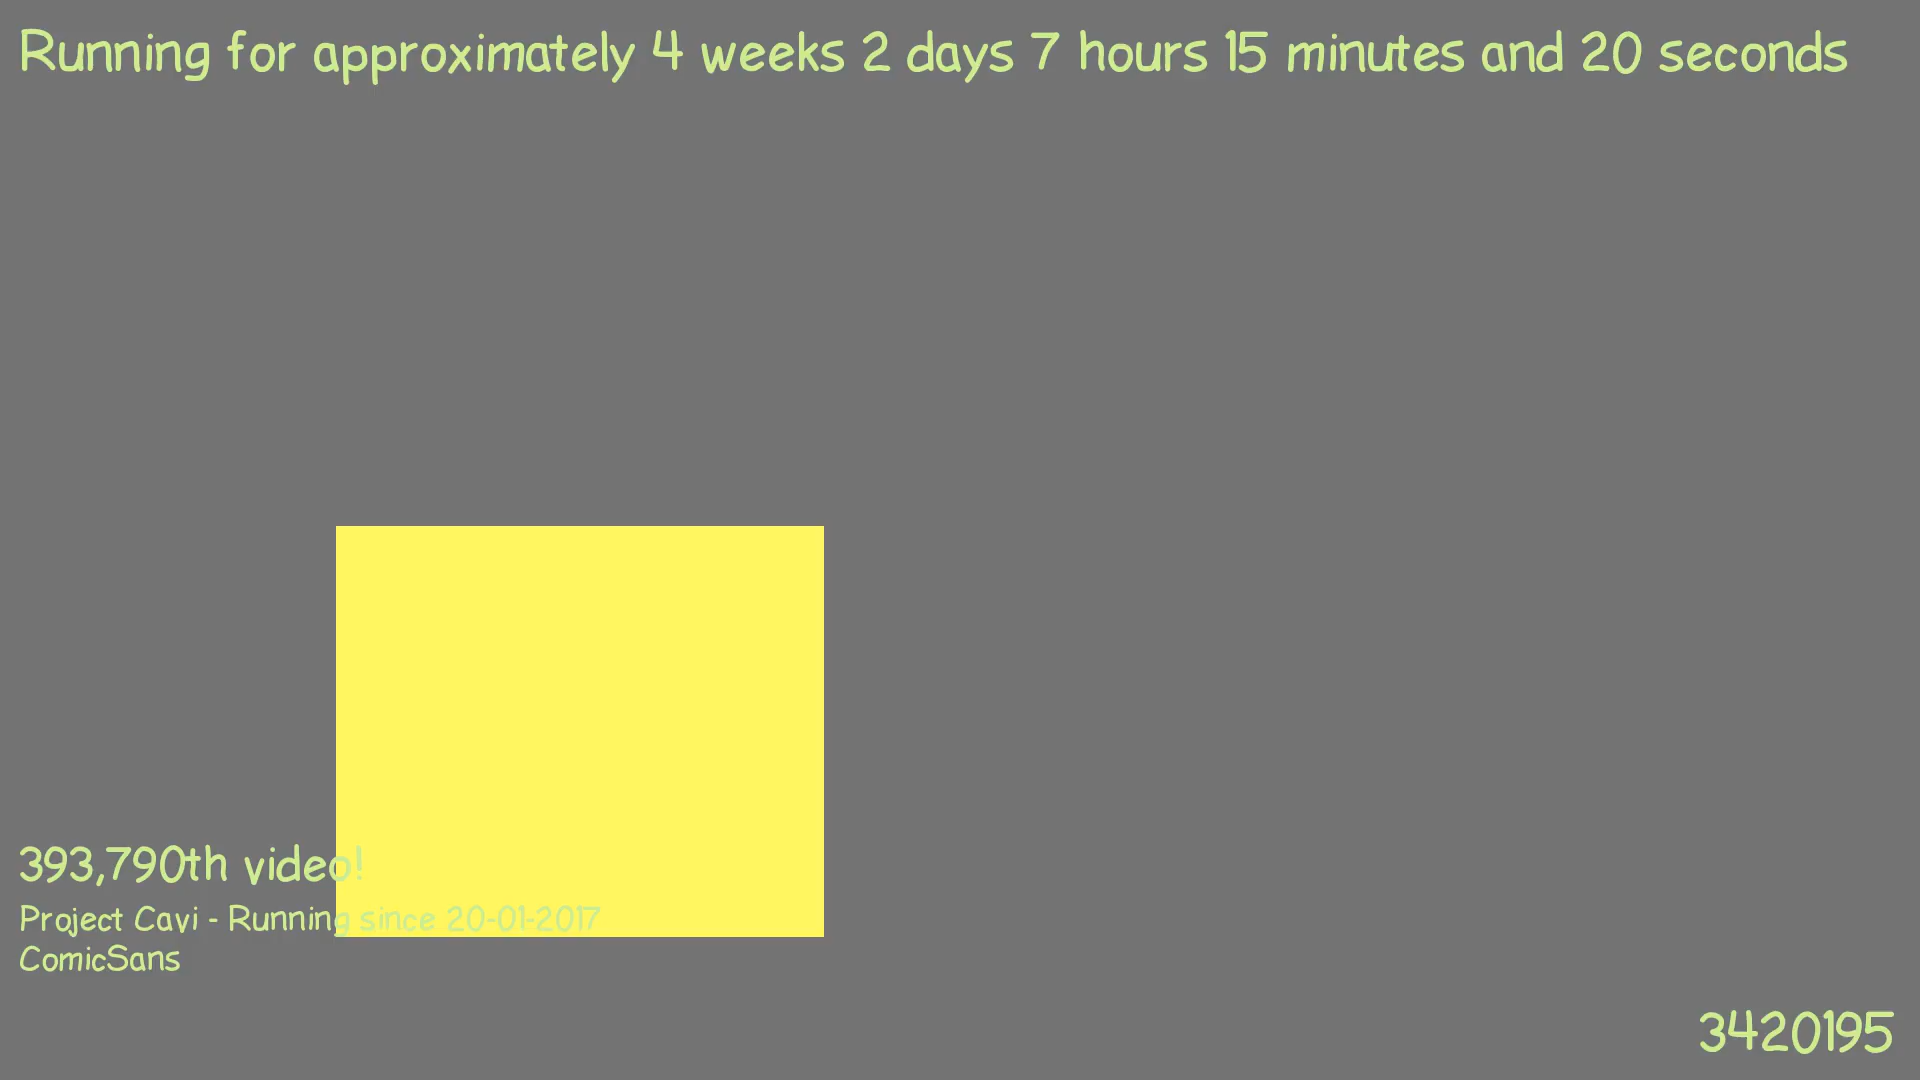 Running for approximately 4 weeks 2 days 7 hours 15 minutes and 20 seconds
393,790th video!
Project Cavi - Running since 20-01-2017
ComicSans
3420195